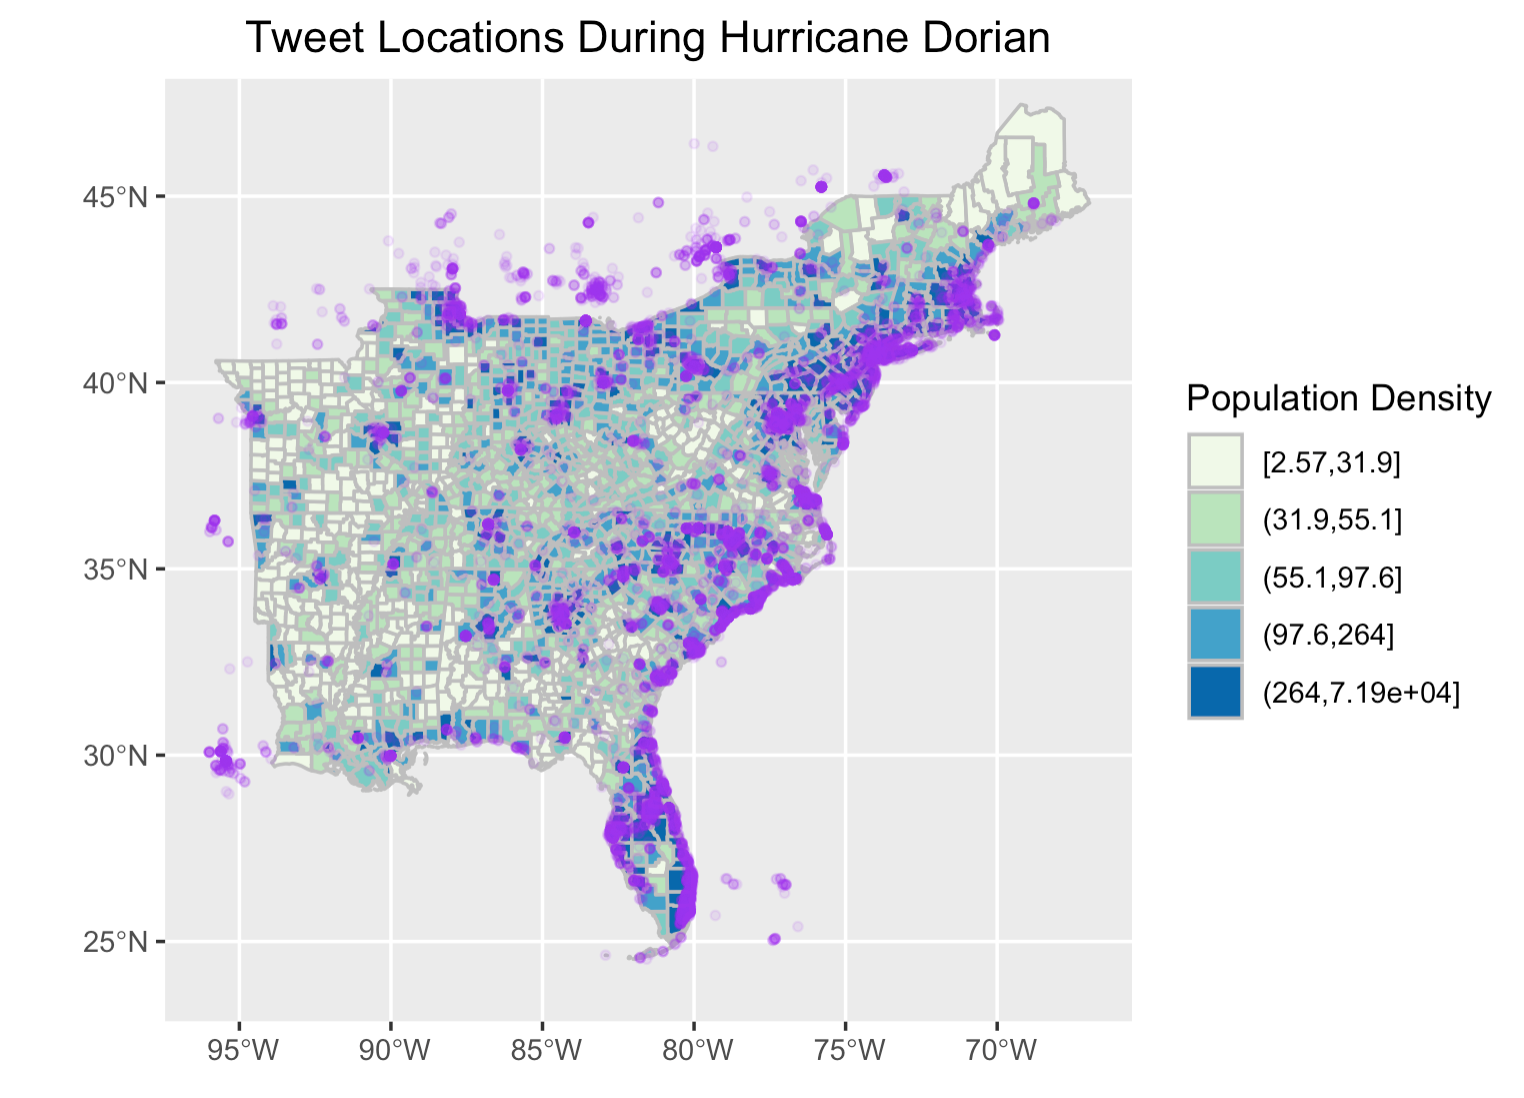 Tweet Locations During Hurricane Dorian
45°N
40°N
35°N
30°N
25°N
95°W
90°W
85°W
80°W
75°W
70°W
Population Density
[2.57,31.9]
(31.9,55.1]
(55.1,97.6]
(97.6,264]
(264,7.19e+04]